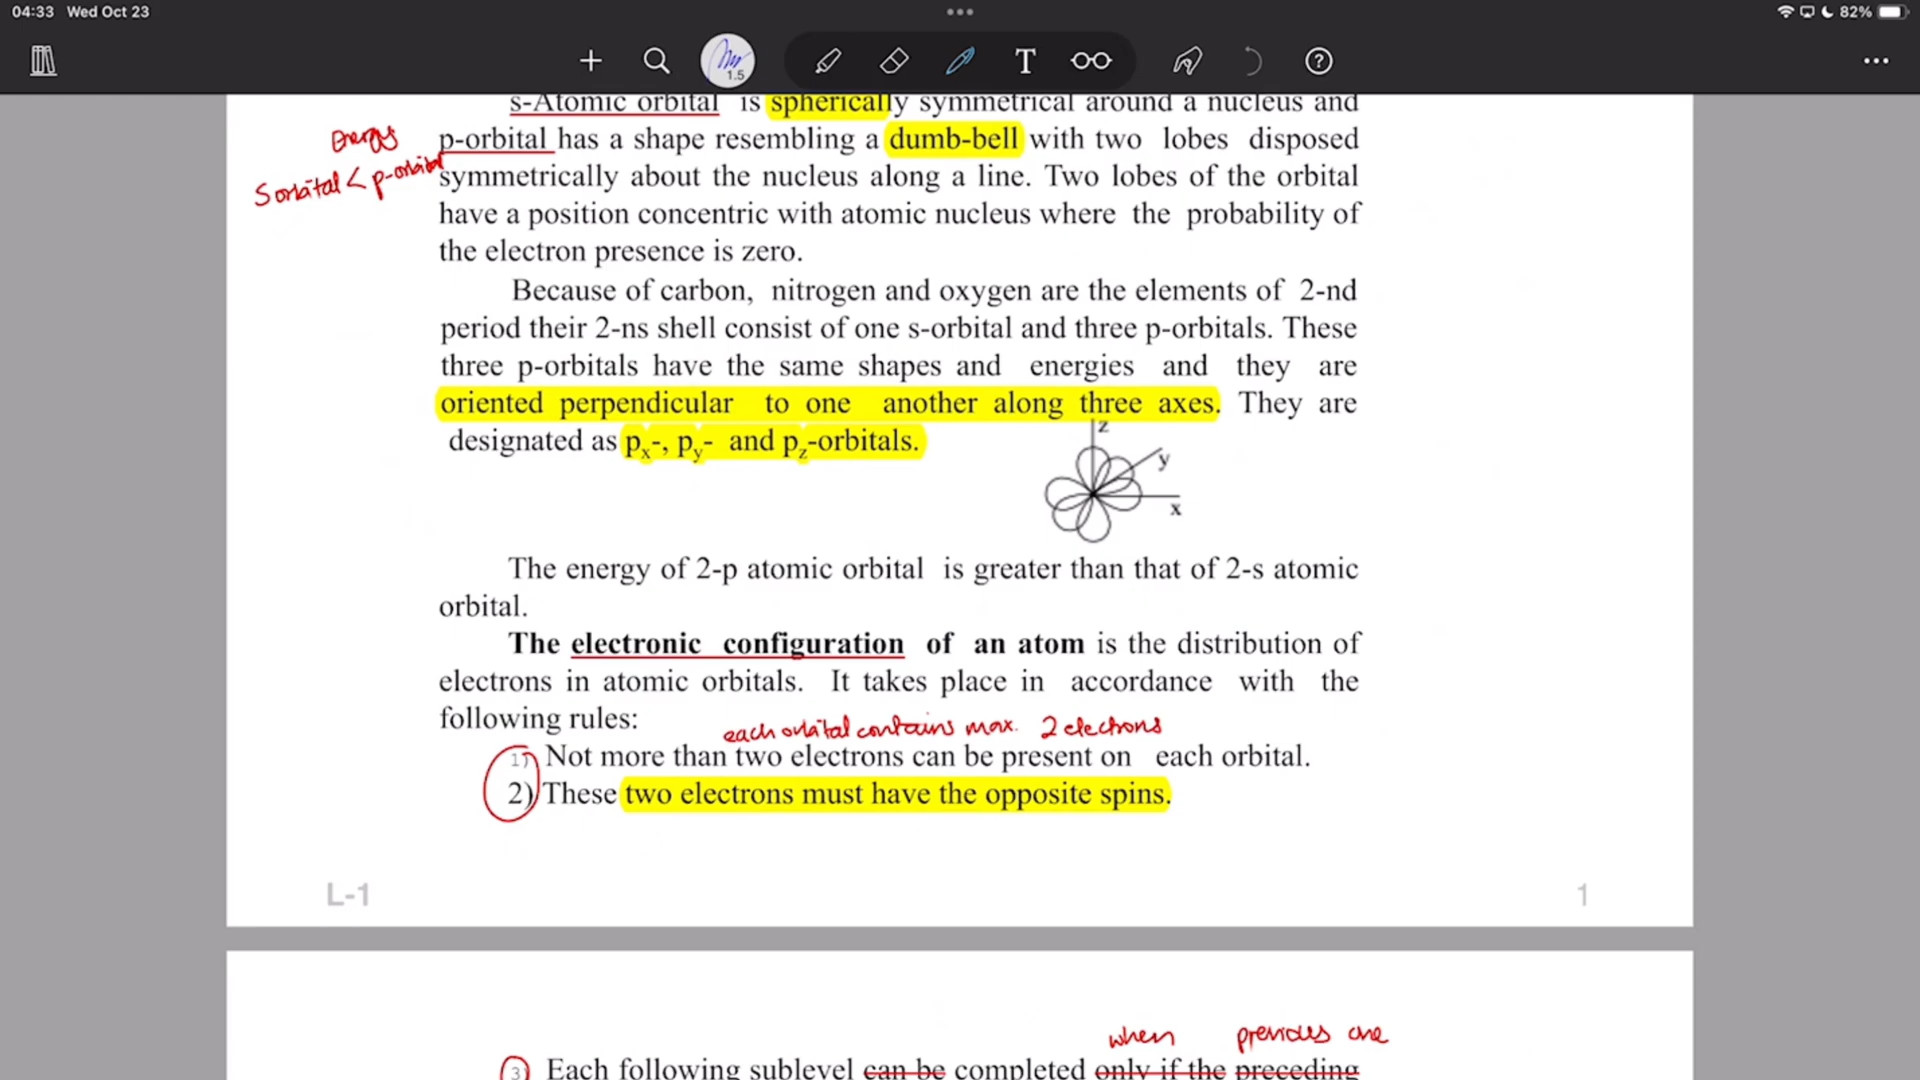 04:33 Wed Oct 23
82%
1.5
T
s-Atomic orbital is spherically symmetrical around a nucleus and
Energy
p-orbital has a shape resembling a dumb-bell with two lobes disposed
S orbital < p-orbital
symmetrically about the nucleus along a line. Two lobes of the orbital
have a position concentric with atomic nucleus where the probability of
the electron presence is zero.
Because of carbon, nitrogen and oxygen are the elements of 2-nd
period their 2-ns shell consist of one s-orbital and three p-orbitals. These
three p-orbitals have the same shapes and energies and they are
oriented perpendicular to one another along three axes. They are
designated as px-, py- and pz-orbitals.
z
y
x
The energy of 2-p atomic orbital is greater than that of 2-s atomic
orbital.
The electronic configuration of an atom is the distribution of
electrons in atomic orbitals. It takes place in accordance with the
following rules:
each orbital contains max. 2 electrons
1) Not more than two electrons can be present on each orbital.
2) These two electrons must have the opposite spins.
L-1
1
when previous one
3) Each following sublevel can be completed only if the preceding